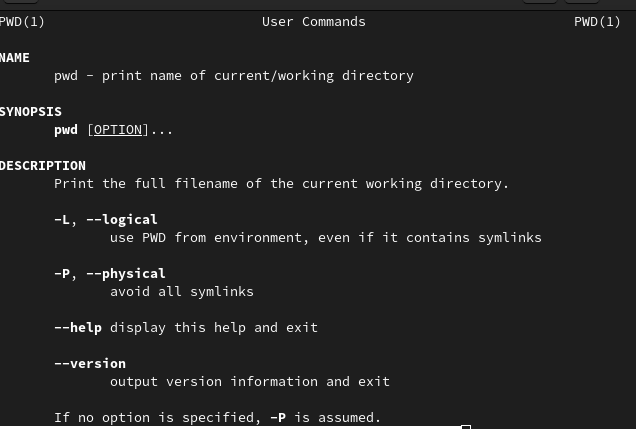 PWD(1) User Commands PWD(1)
NAME
pwd - print name of current/working directory
SYNOPSIS
pwd [OPTION]...
DESCRIPTION
Print the full filename of the current working directory.
-L, --logical
use PWD from environment, even if it contains symlinks
-P, --physical
avoid all symlinks
--help display this help and exit
--version
output version information and exit
If no option is specified, -P is assumed.